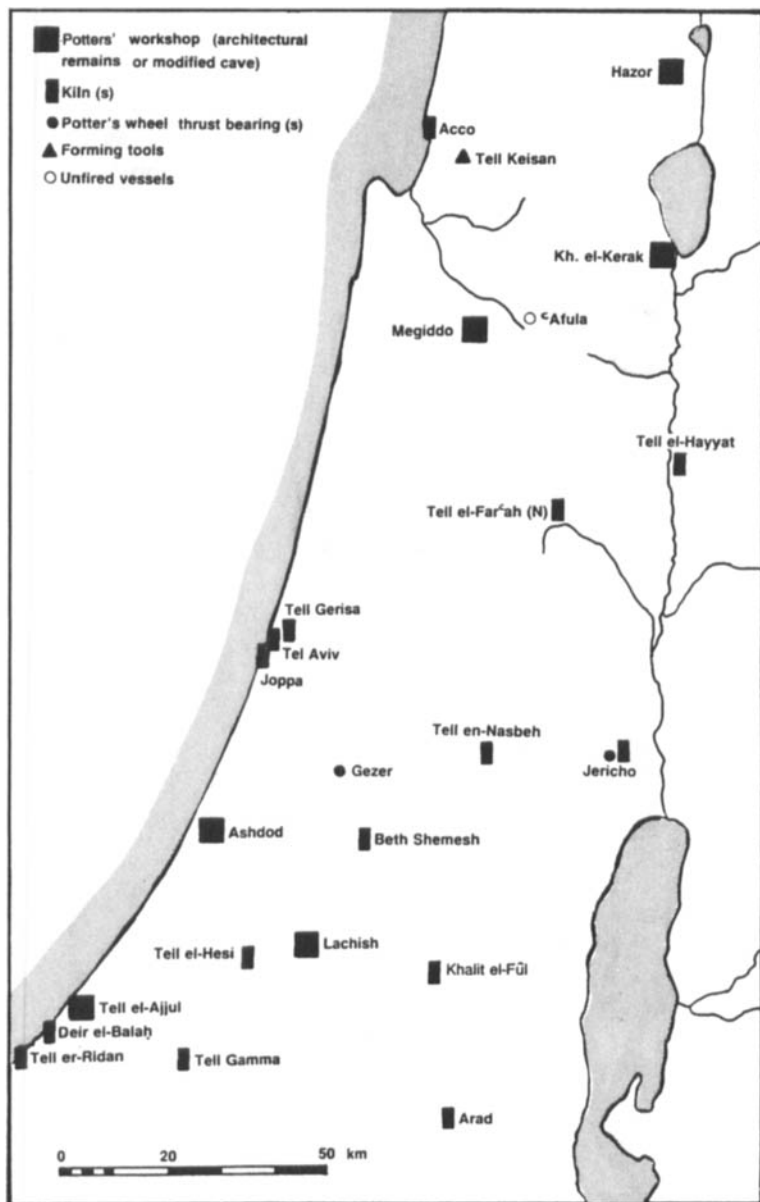 Potters' workshop (architectural
remains or modified cave)
Kiln (s)
Potter's wheel thrust bearing (s)
Forming tools
Unfired vessels
Hazor
Acco
Tell Keisan
Kh. el-Kerak
ᶜAfula
Megiddo
Tell el-Hayyat
Tell el-Farᶜah (N)
Tell Gerisa
Tel Aviv
Joppa
Tell en-Nasbeh
Gezer
Jericho
Ashdod
Beth Shemesh
Tell el-Hesi
Lachish
Khalit el-Fûl
Tell el-Ajjul
Deir el-Balaḥ
Tell er-Ridan
Tell Gamma
Arad
0 20 50 km